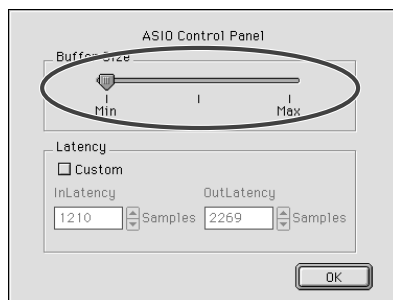 ASIO Control Panel
Buffer Size
Min Max
Latency
Custom
InLatency OutLatency
1210 Samples 2269 Samples
OK